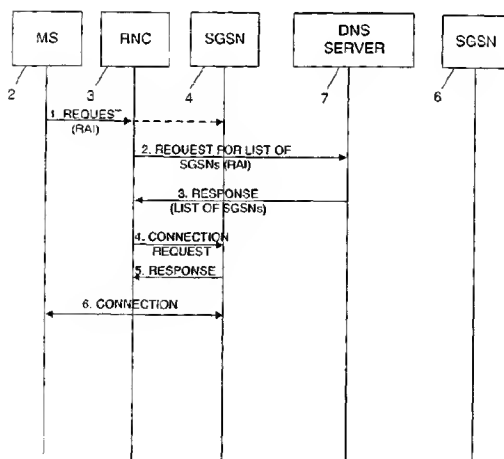 MS
RNC
SGSN
DNS
SERVER
SGSN
2
3
4
7
6
1. REQUEST
(RAI)
2. REQUEST FOR LIST OF
SGSNs (RAI)
3. RESPONSE
(LIST OF SGSNs)
4. CONNECTION
REQUEST
5. RESPONSE
6. CONNECTION